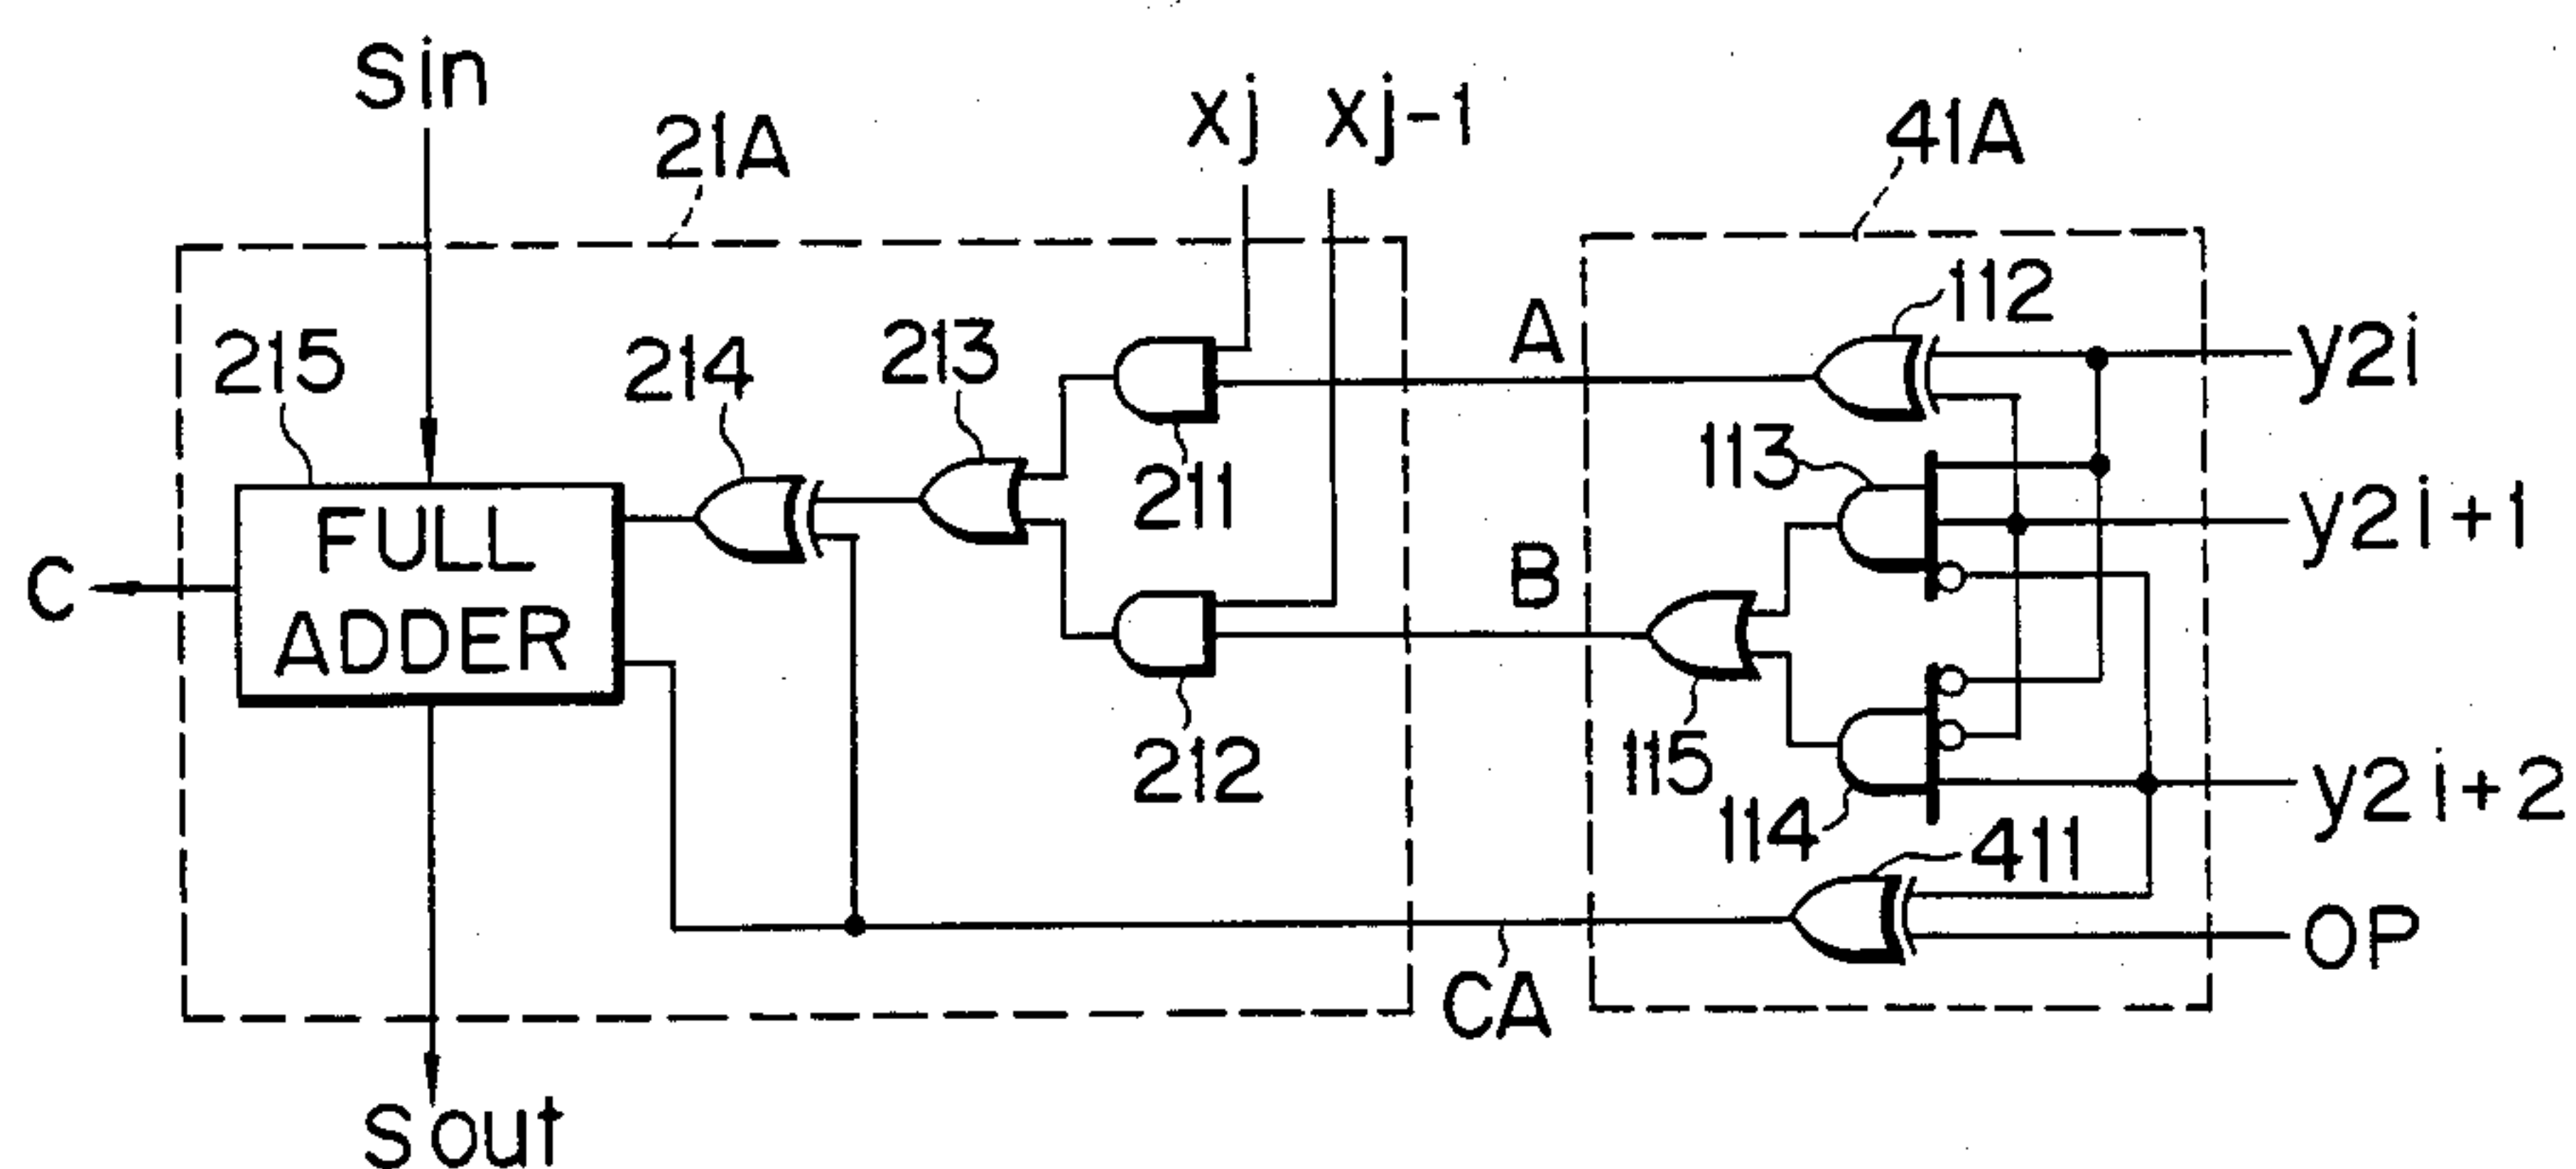 Sin
21A
xj
xj-1
41A
112
A
y2i
215
214
213
211
113
y2i+1
FULL
ADDER
C
B
212
115
114
y2i+2
411
OP
CA
Sout